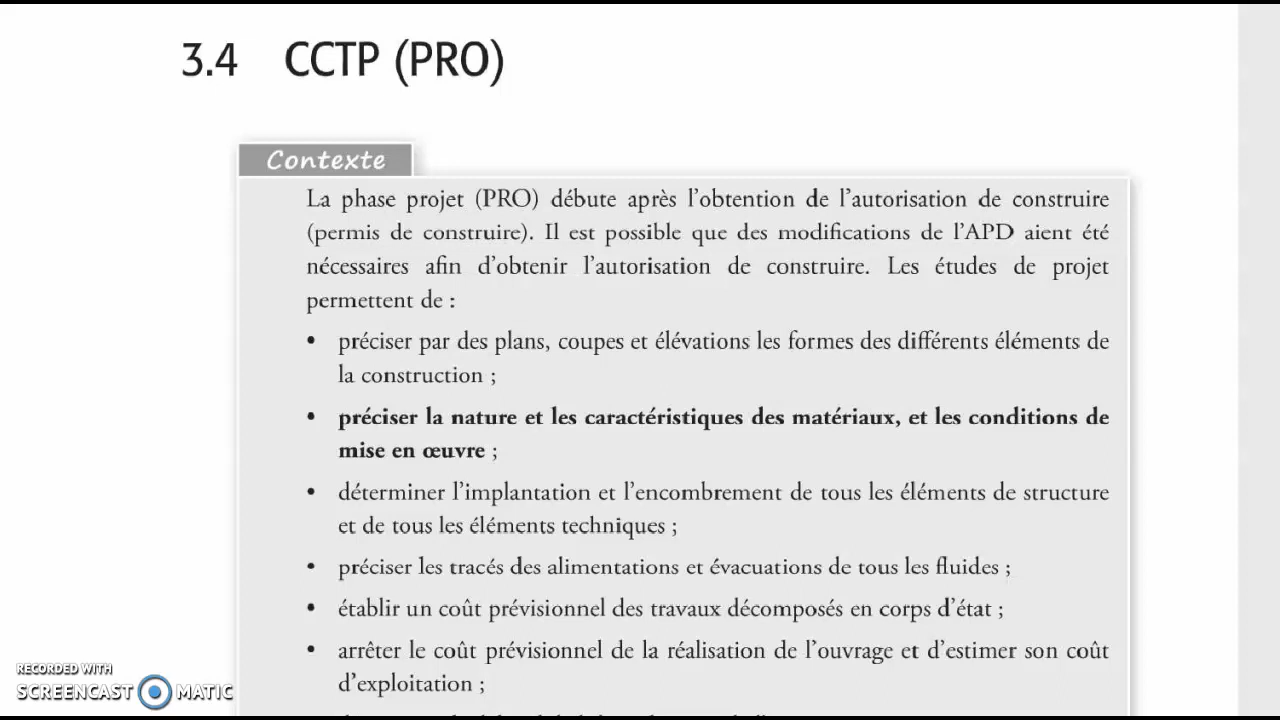 3.4 CCTP (PRO)
Contexte
La phase projet (PRO) débute après l'obtention de l'autorisation de construire
(permis de construire). Il est possible que des modifications de l'APD aient été
nécessaires afin d'obtenir l'autorisation de construire. Les études de projet
permettent de :
• préciser par des plans, coupes et élévations les formes des différents éléments de
la construction ;
• préciser la nature et les caractéristiques des matériaux, et les conditions de
mise en œuvre ;
• déterminer l'implantation et l'encombrement de tous les éléments de structure
et de tous les éléments techniques ;
• préciser les tracés des alimentations et évacuations de tous les fluides ;
• établir un coût prévisionnel des travaux décomposés en corps d'état ;
• arrêter le coût prévisionnel de la réalisation de l'ouvrage et d'estimer son coût
d'exploitation ;
RECORDED WITH
SCREENCAST MATIC